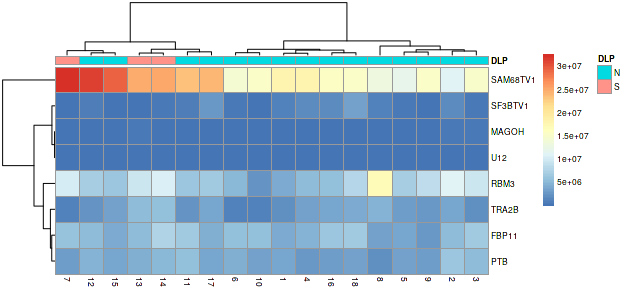 DLP
SAM68TV1
SF3BTV1
MAGOH
U12
RBM3
TRA2B
FBP11
PTB
7 12 15 13 14 11 17 6 10 1 4 16 18 8 5 9 2 3
3e+07
2.5e+07
2e+07
1.5e+07
1e+07
5e+06
DLP
N
S